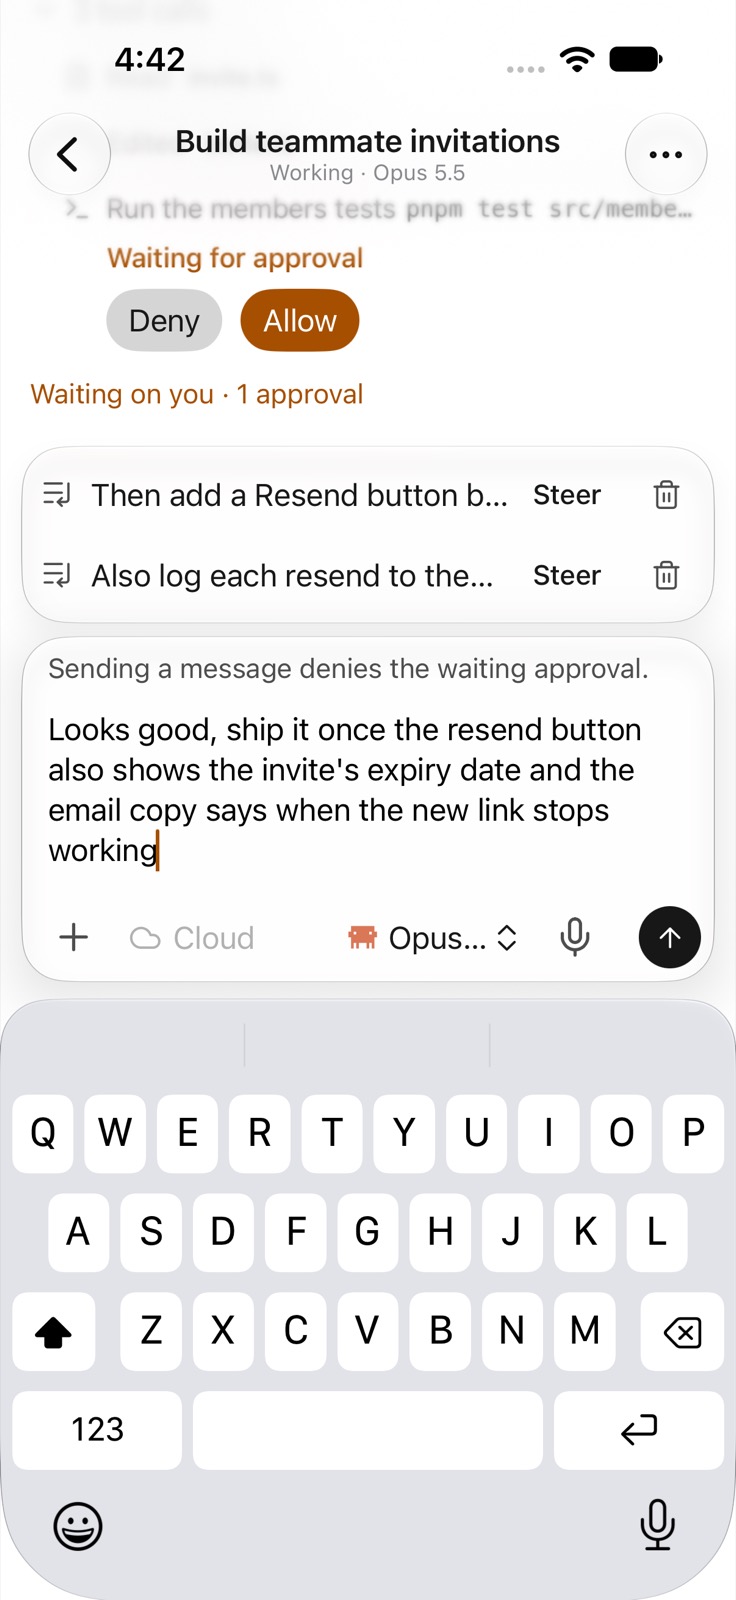 4:42
Build teammate invitations
Working · Opus 5.5
Run the members tests pnpm test src/membe...
Waiting for approval
Deny Allow
Waiting on you · 1 approval
Then add a Resend button b... Steer
Also log each resend to the... Steer
Sending a message denies the waiting approval.
Looks good, ship it once the resend button
also shows the invite's expiry date and the
email copy says when the new link stops
working
Cloud Opus...
Q W E R T Y U I O P
A S D F G H J K L
Z X C V B N M
123